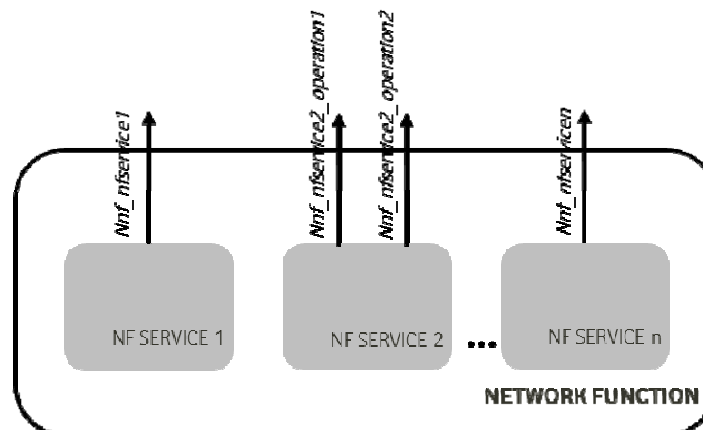 Nnf_nfservice1
Nnf_nfservice2_operation1
Nnf_nfservice2_operation2
Nnf_nfservicen
NF SERVICE 1
NF SERVICE 2
...
NF SERVICE n
NETWORK FUNCTION